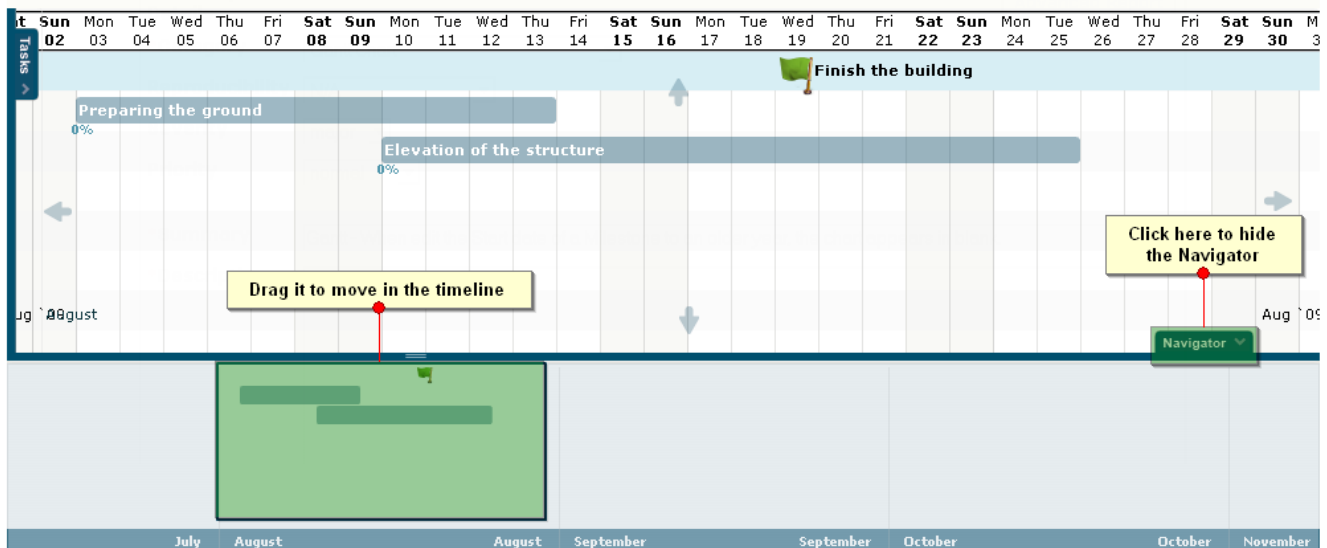 at Sun Mon Tue Wed Thu Fri Sat Sun Mon Tue Wed Thu Fri Sat Sun Mon Tue Wed Thu Fri Sat Sun Mon Tue Wed Thu Fri Sat Sun M
02 03 04 05 06 07 08 09 10 11 12 13 14 15 16 17 18 19 20 21 22 23 24 25 26 27 28 29 30 3
Tasks
Finish the building
Preparing the ground
0%
Elevation of the structure
0%
Click here to hide
the Navigator
Drag it to move in the timeline
ug `09 August
Aug `09
Navigator
July August August September September October October November